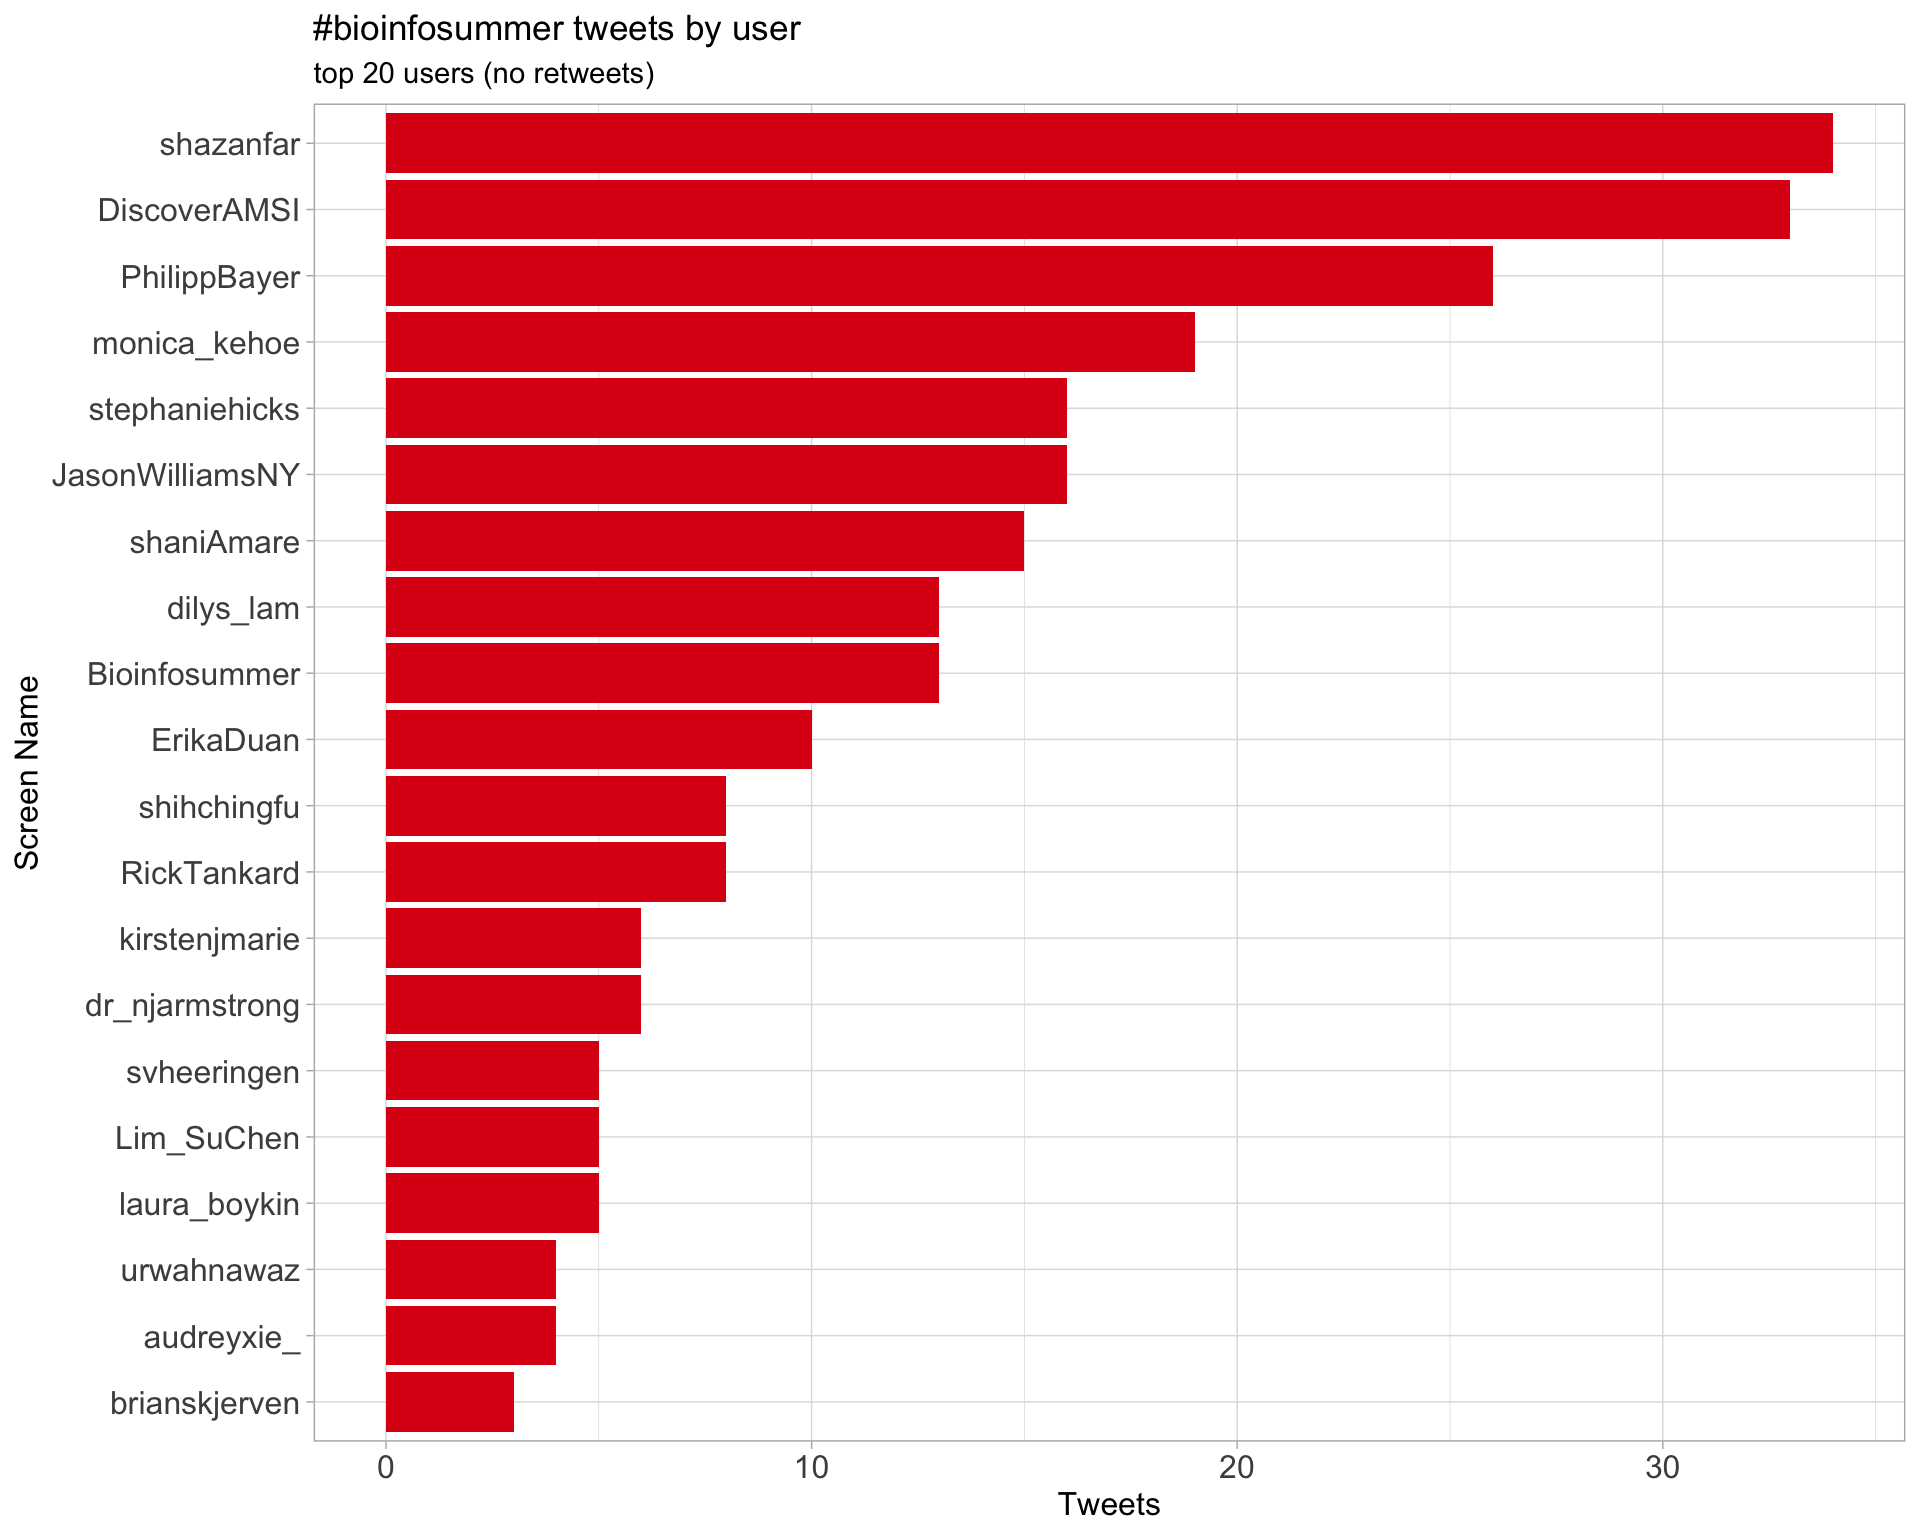 #bioinfosummer tweets by user
top 20 users (no retweets)
shazanfar
DiscoverAMSI
PhilippBayer
monica_kehoe
stephaniehicks
JasonWilliamsNY
shaniAmare
dilys_lam
Bioinfosummer
ErikaDuan
shihchingfu
RickTankard
kirstenjmarie
dr_njarmstrong
svheeringen
Lim_SuChen
laura_boykin
urwahnawaz
audreyxie_
brianskjerven
Screen Name
0 10 20 30
Tweets